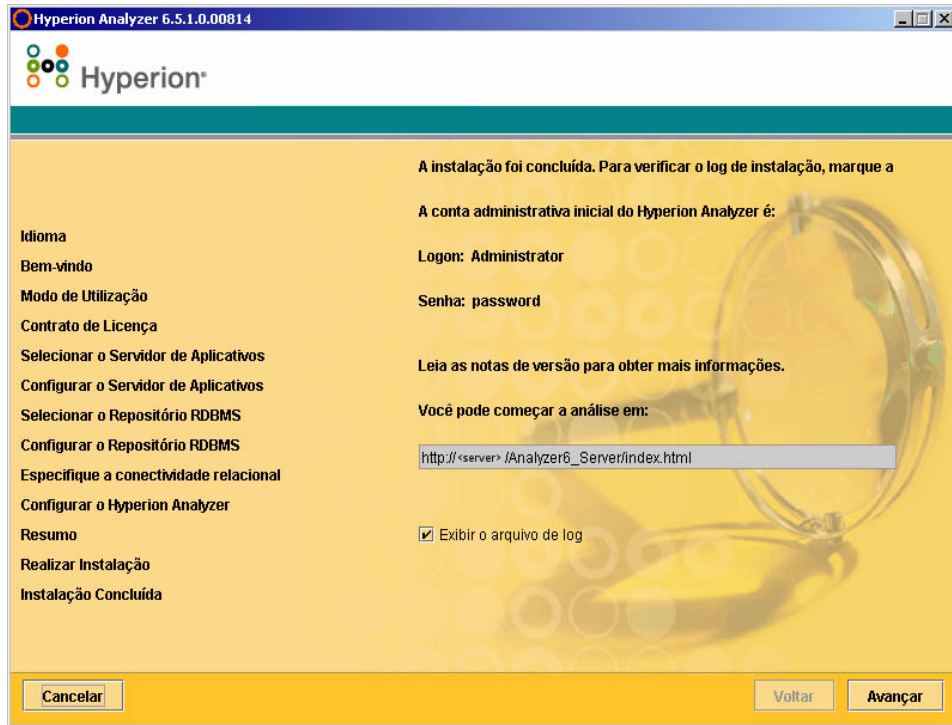 Hyperion Analyzer 6.5.1.0.00814
Hyperion
A instalação foi concluída. Para verificar o log de instalação, marque a
A conta administrativa inicial do Hyperion Analyzer é:
Idioma
Logon: Administrator
Bem-vindo
Modo de Utilização
Senha: password
Contrato de Licença
Selecionar o Servidor de Aplicativos
Leia as notas de versão para obter mais informações.
Configurar o Servidor de Aplicativos
Selecionar o Repositório RDBMS
Você pode começar a análise em:
Configurar o Repositório RDBMS
http://<server> /Analyzer6_Server/index.html
Especifique a conectividade relacional
Configurar o Hyperion Analyzer
Resumo
Exibir o arquivo de log
Realizar Instalação
Instalação Concluída
Cancelar
Voltar
Avançar